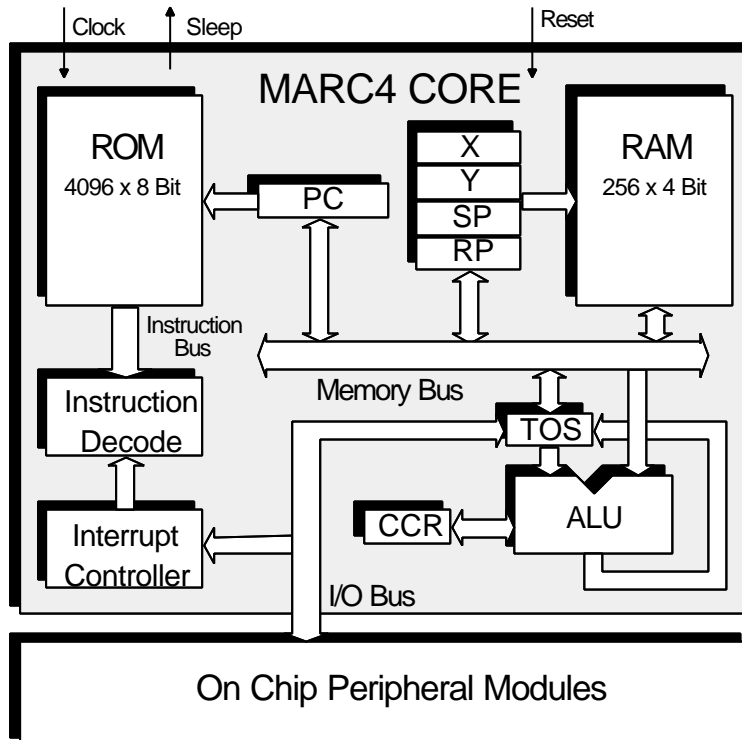 Clock
Sleep
Reset
MARC4 CORE
ROM
4096 x 8 Bit
PC
X
Y
SP
RP
RAM
256 x 4 Bit
Instruction
Bus
Memory Bus
Instruction
Decode
TOS
CCR
ALU
Interrupt
Controller
I/O Bus
On Chip Peripheral Modules